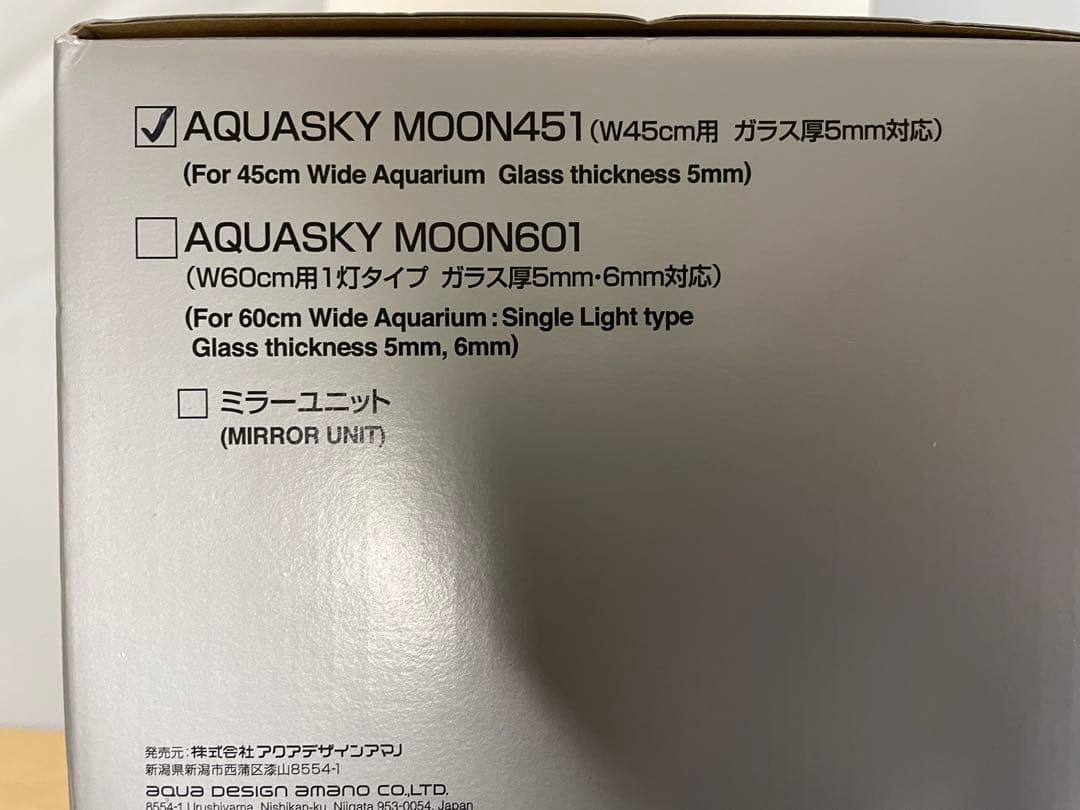 AQUASKY MOON451(W45cm用 ガラス厚5mm対応)
(For 45cm Wide Aquarium Glass thickness 5mm)
AQUASKY MOON601
(W60cm用1灯タイプ ガラス厚5mm・6mm対応)
(For 60cm Wide Aquarium:Single Light type
Glass thickness 5mm, 6mm)
ミラーユニット
(MIRROR UNIT)
発売元:株式会社アクアデザインアマノ
新潟県新潟市西蒲区漆山8554-1
aqua DESIGN amano CO.,LTD.
8554-1 Urushiyama, Nishikan-ku, Niigata 953-0054, Japan